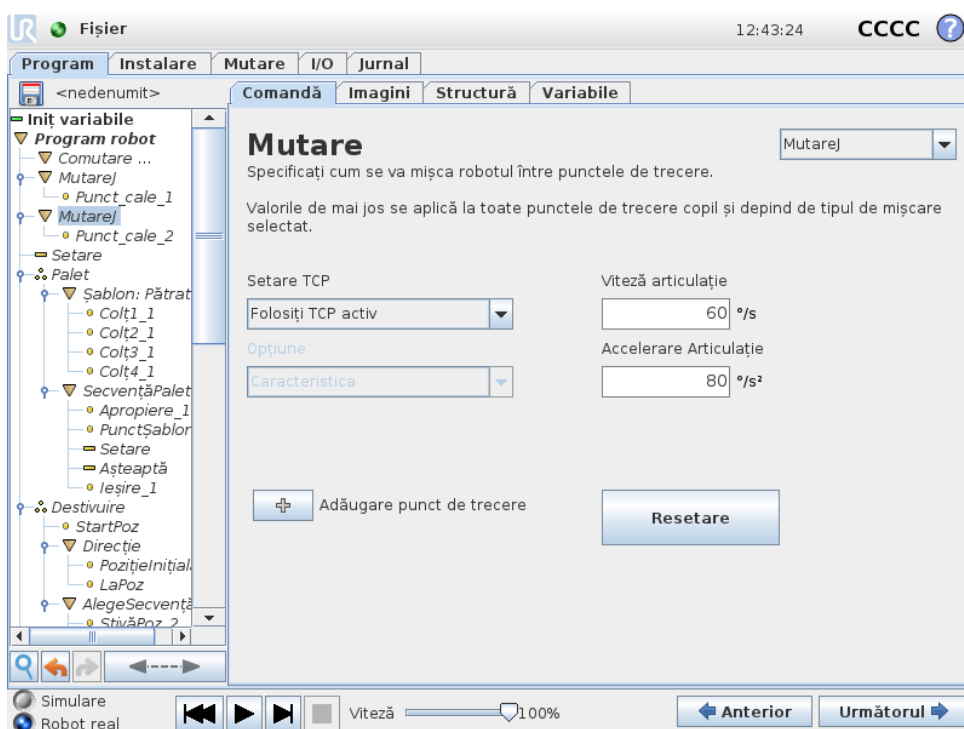 Fișier 12:43:24 CCCC ?
Program Instalare Mutare I/O Jurnal
<nedenumit> Comandă Imagini Structură Variabile
Iniț variabile
Program robot
Comutare ...
MutareJ
Punct_cale_1
MutareJ
Punct_cale_2
Setare
Palet
Șablon: Pătrat
Colț1_1
Colț2_1
Colț3_1
Colț4_1
SecvențăPalet
Apropiere_1
PunctȘablon
Setare
Așteaptă
Ieșire_1
Destivuire
StartPoz
Direcție
PozițieIniţial
LaPoz
AlegeSecvență
StivăPoz_2
Mutare MutareJ
Specificați cum se va mișca robotul între punctele de trecere.
Valorile de mai jos se aplică la toate punctele de trecere copil și depind de tipul de mișcare
selectat.
Setare TCP Viteză articulație
Folosiți TCP activ 60 °/s
Opțiune Accelerare Articulație
Caracteristica 80 °/s²
Adăugare punct de trecere Resetare
Simulare
Robot real
Viteză 100% Anterior Următorul